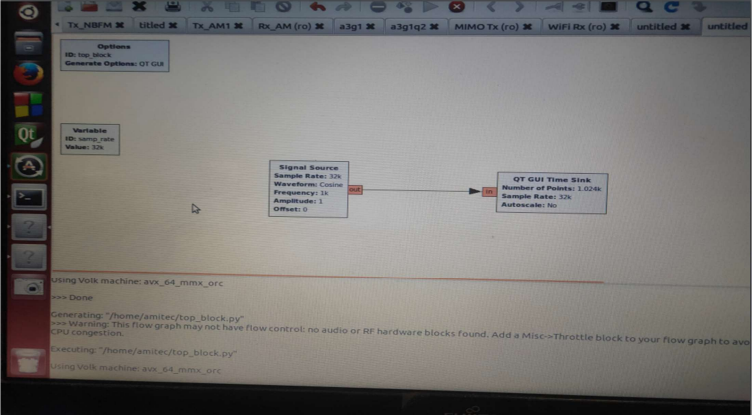 Tx_NBFM ✖ titled ✖ Tx_AM1 ✖ Rx_AM (ro) ✖ a3g1 ✖ a3g1q2 ✖ MIMO Tx (ro) ✖ WiFi Rx (ro) ✖ untitled ✖ untitled
Options
ID: top_block
Generate Options: QT GUI
Variable
ID: samp_rate
Value: 32k
Signal Source
Sample Rate: 32k
Waveform: Cosine
Frequency: 1k
Amplitude: 1
Offset: 0
out
in
QT GUI Time Sink
Number of Points: 1.024k
Sample Rate: 32k
Autoscale: No
Qt
Using Volk machine: avx_64_mmx_orc
>>> Done
Generating: "/home/amitec/top_block.py"
>>> Warning: This flow graph may not have flow control: no audio or RF hardware blocks found. Add a Misc->Throttle block to your flow graph to avo
CPU congestion.
Executing: "/home/amitec/top_block.py"
Using Volk machine: avx_64_mmx_orc